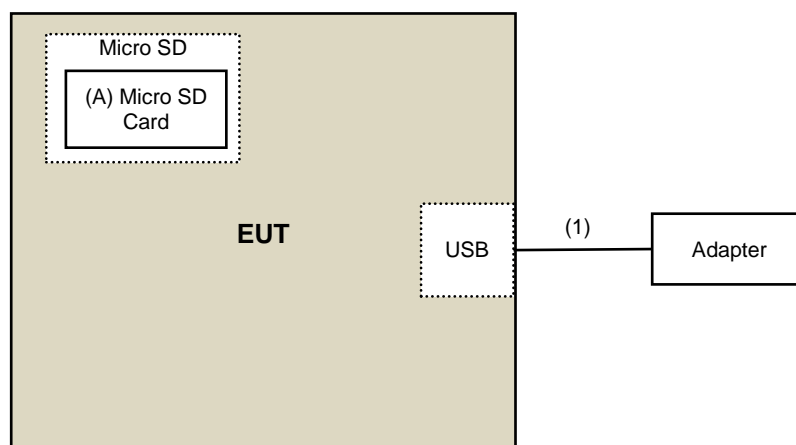 Micro SD
(A) Micro SD
Card
EUT
USB
(1)
Adapter